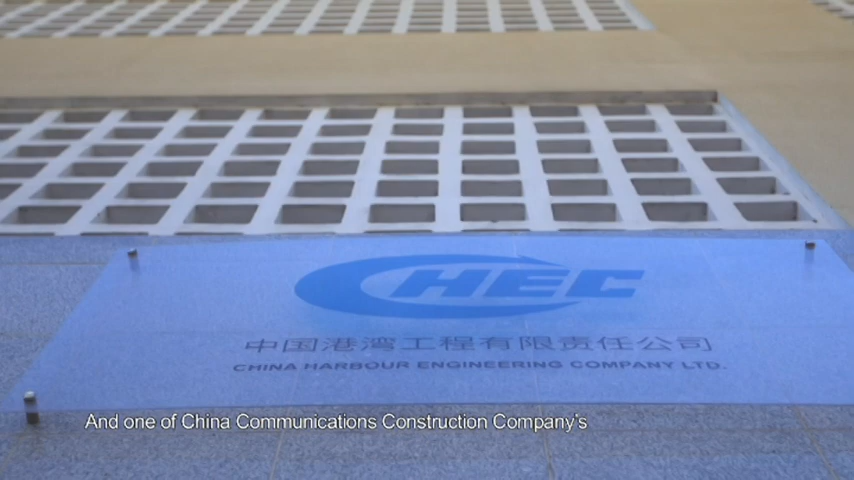 CHEC
中国港湾工程有限责任公司
CHINA HARBOUR ENGINEERING COMPANY LTD.
And one of China Communications Construction Company's